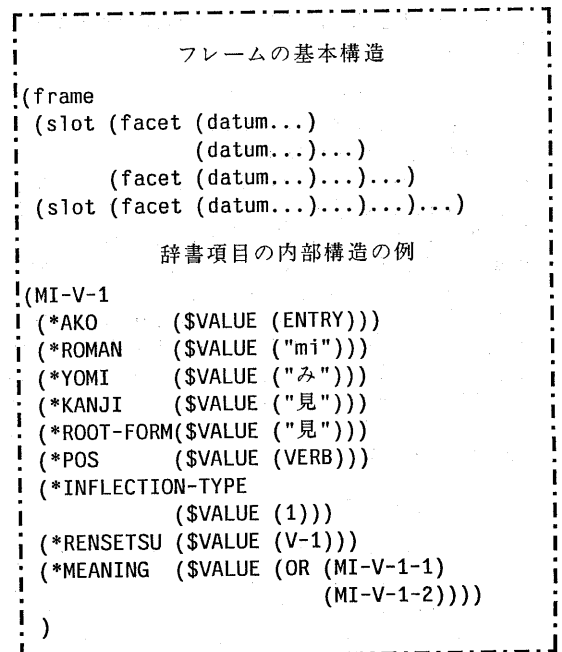 フレームの基本構造
(frame
(slot (facet (datum...)
(datum...)...)
(facet (datum...)...)...)
(slot (facet (datum...)...)...)...)
辞書項目の内部構造の例
(MI-V-1
(*AKO ($VALUE (ENTRY)))
(*ROMAN ($VALUE ("mi")))
(*YOMI ($VALUE ("み")))
(*KANJI ($VALUE ("見")))
(*ROOT-FORM($VALUE ("見")))
(*POS ($VALUE (VERB)))
(*INFLECTION-TYPE
($VALUE (1)))
(*RENSETSU ($VALUE (V-1)))
(*MEANING ($VALUE (OR (MI-V-1-1)
(MI-V-1-2))))
)